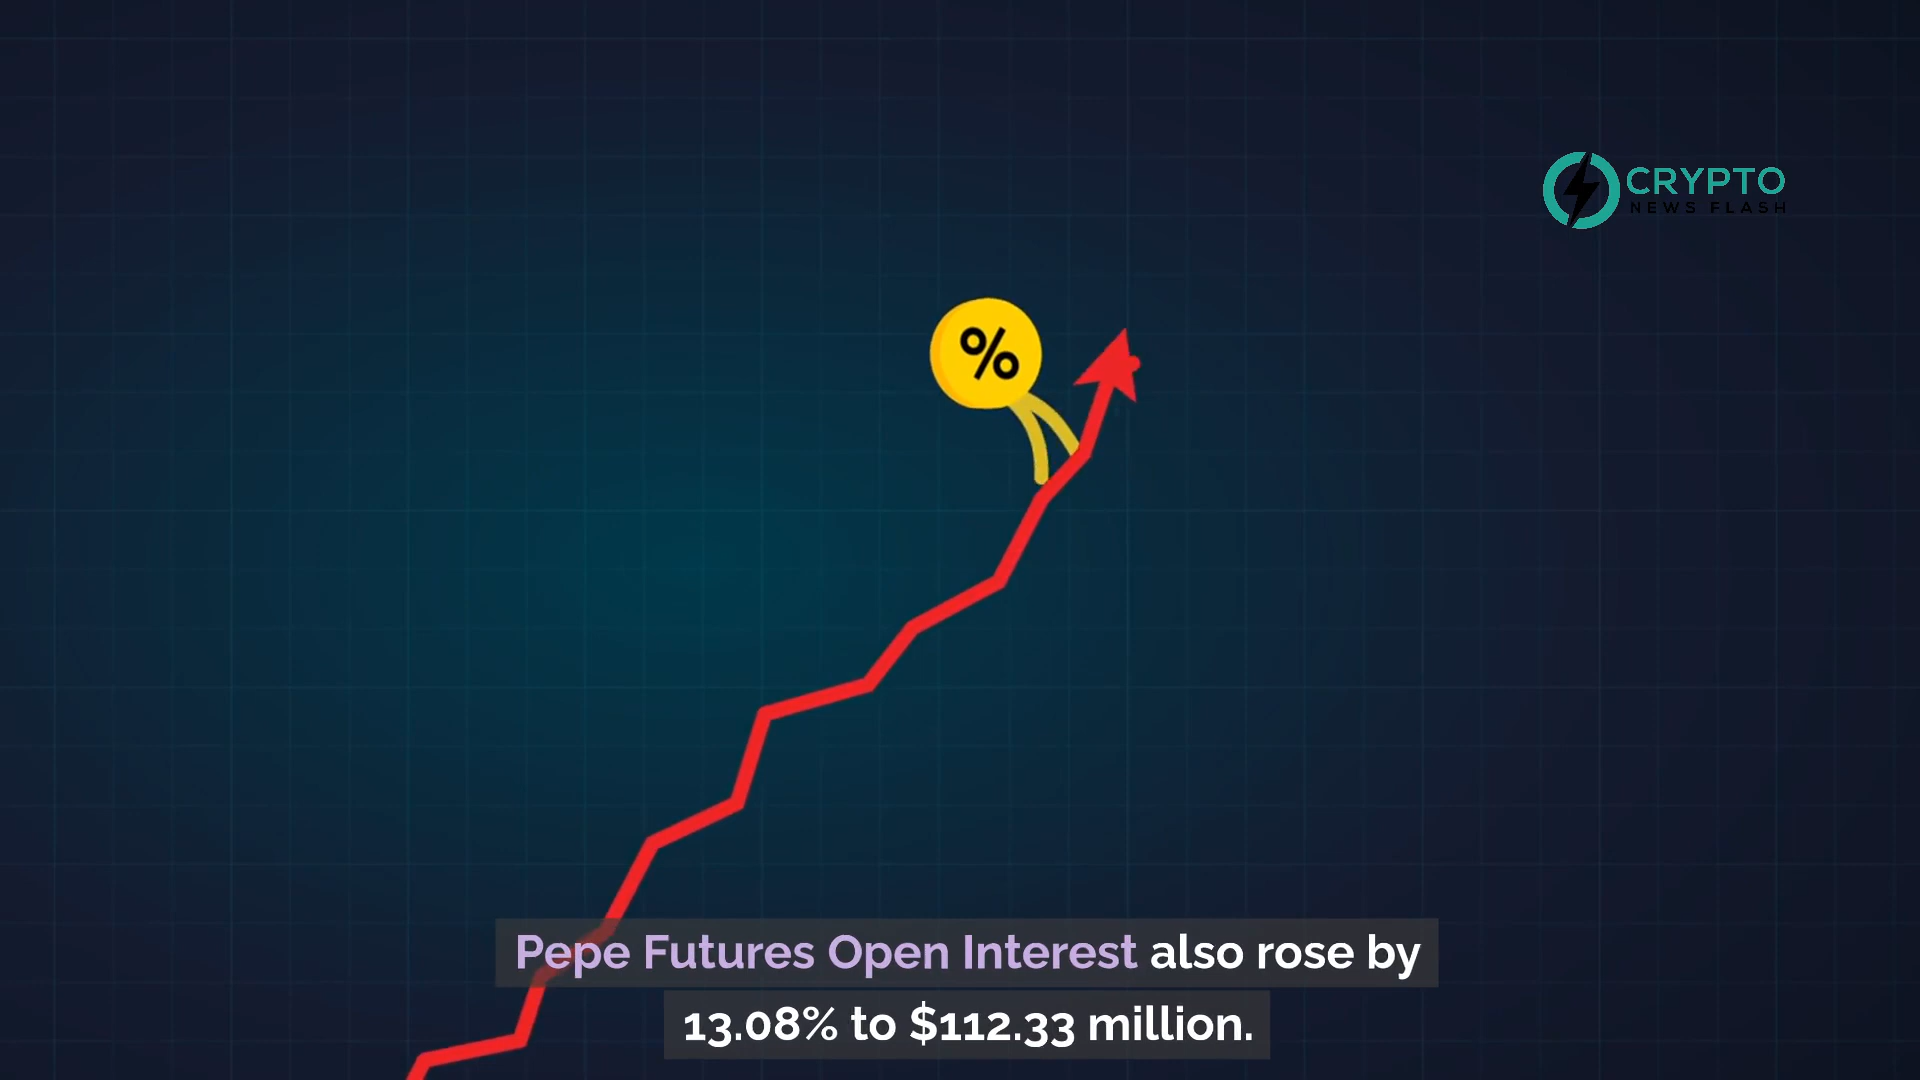 CRYPTO
NEWS FLASH
%
Pepe Futures Open Interest also rose by
13.08% to $112.33 million.